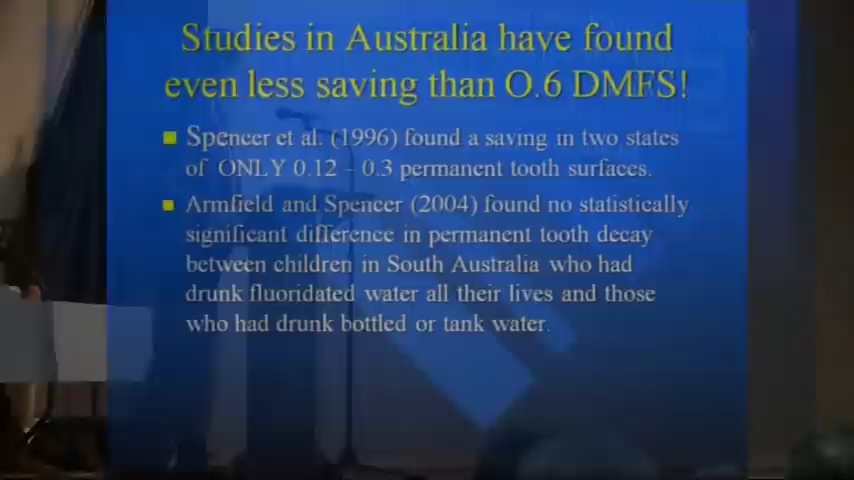 Studies in Australia have found
even less saving than O.6 DMFS!
Spencer et al. (1996) found a saving in two states
of ONLY 0.12 – 0.3 permanent tooth surfaces.
Armfield and Spencer (2004) found no statistically
significant difference in permanent tooth decay
between children in South Australia who had
drunk fluoridated water all their lives and those
who had drunk bottled or tank water.